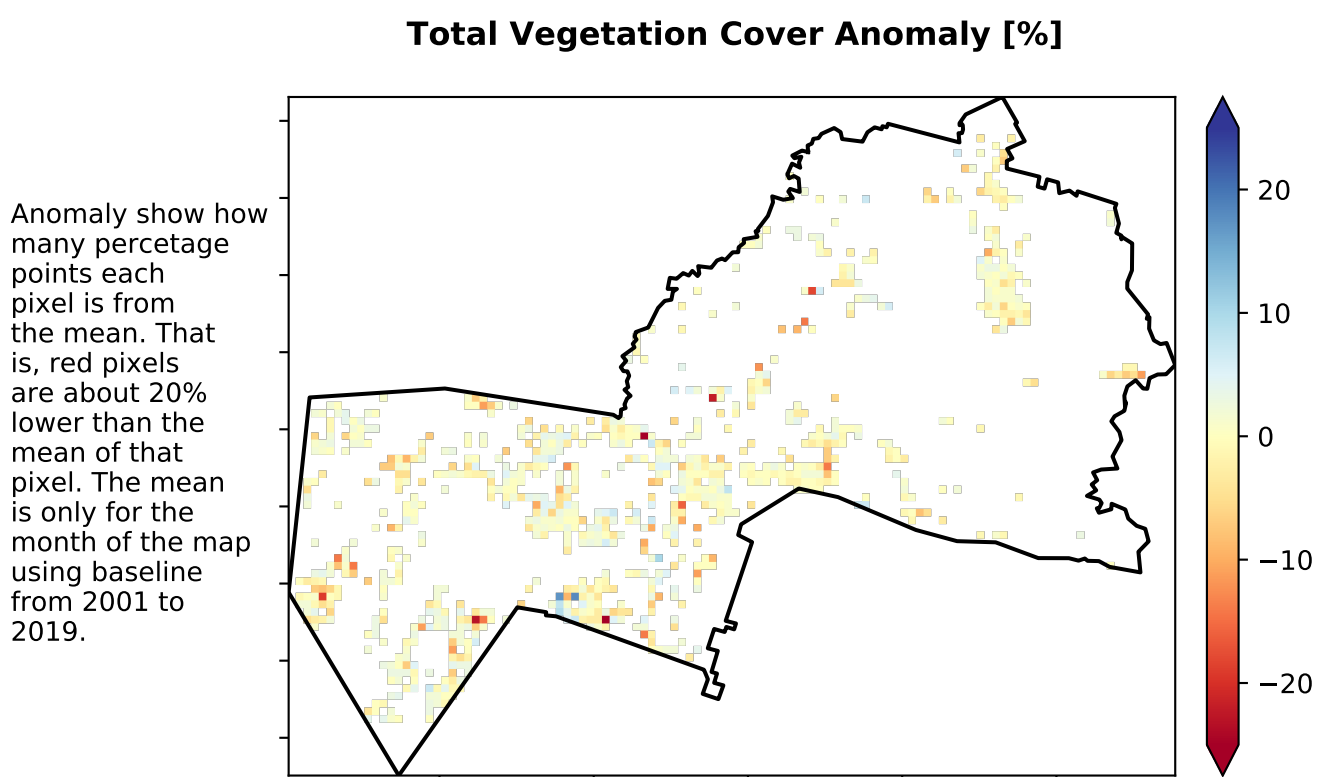 Total Vegetation Cover Anomaly [%]
Anomaly show how
many percetage
points each
pixel is from
the mean. That
is, red pixels
are about 20%
lower than the
mean of that
pixel. The mean
is only for the
month of the map
using baseline
from 2001 to
2019.
20
10
0
−10
−20